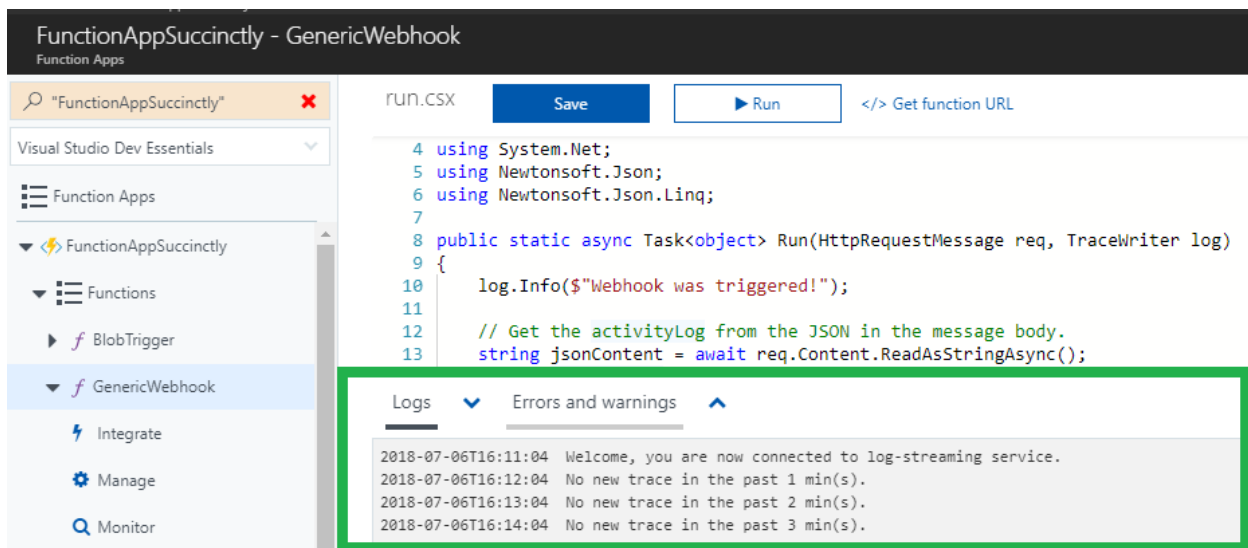 FunctionAppSuccinctly - GenericWebhook
Function Apps
"FunctionAppSuccinctly"
Visual Studio Dev Essentials
Function Apps
FunctionAppSuccinctly
Functions
BlobTrigger
GenericWebhook
Integrate
Manage
Monitor
run.csx Save Run </> Get function URL
4 using System.Net;
5 using Newtonsoft.Json;
6 using Newtonsoft.Json.Linq;
7
8 public static async Task<object> Run(HttpRequestMessage req, TraceWriter log)
9 {
10 log.Info($"Webhook was triggered!");
11
12 // Get the activityLog from the JSON in the message body.
13 string jsonContent = await req.Content.ReadAsStringAsync();
Logs Errors and warnings
2018-07-06T16:11:04 Welcome, you are now connected to log-streaming service.
2018-07-06T16:12:04 No new trace in the past 1 min(s).
2018-07-06T16:13:04 No new trace in the past 2 min(s).
2018-07-06T16:14:04 No new trace in the past 3 min(s).